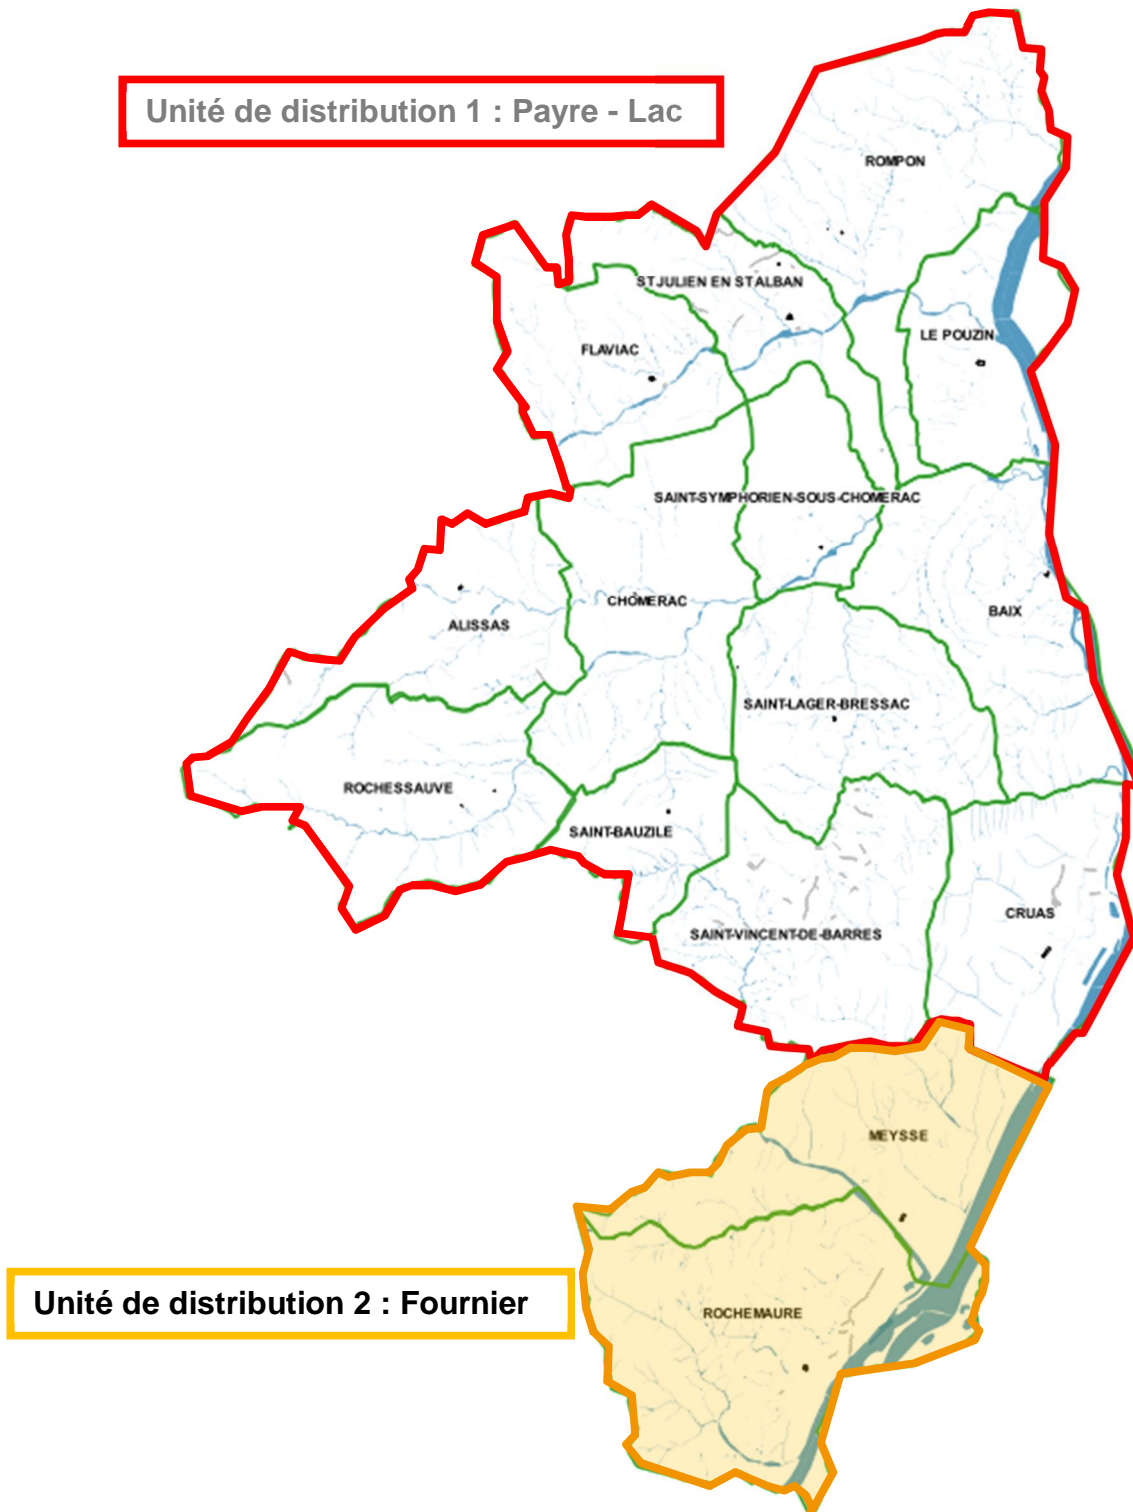 Unité de distribution 1 : Payre - Lac
ROMPON
ST JULIEN EN ST ALBAN
LE POUZIN
FLAVIAC
SAINT-SYMPHORIEN-SOUS-CHOMERAC
CHOMERAC
BAIX
ALISSAS
SAINT-LAGER-BRESSAC
ROCHESSAUVE
SAINT-BAUZILE
CRUAS
SAINT-VINCENT-DE-BARRES
MEYSSE
Unité de distribution 2 : Fournier
ROCHEMAURE